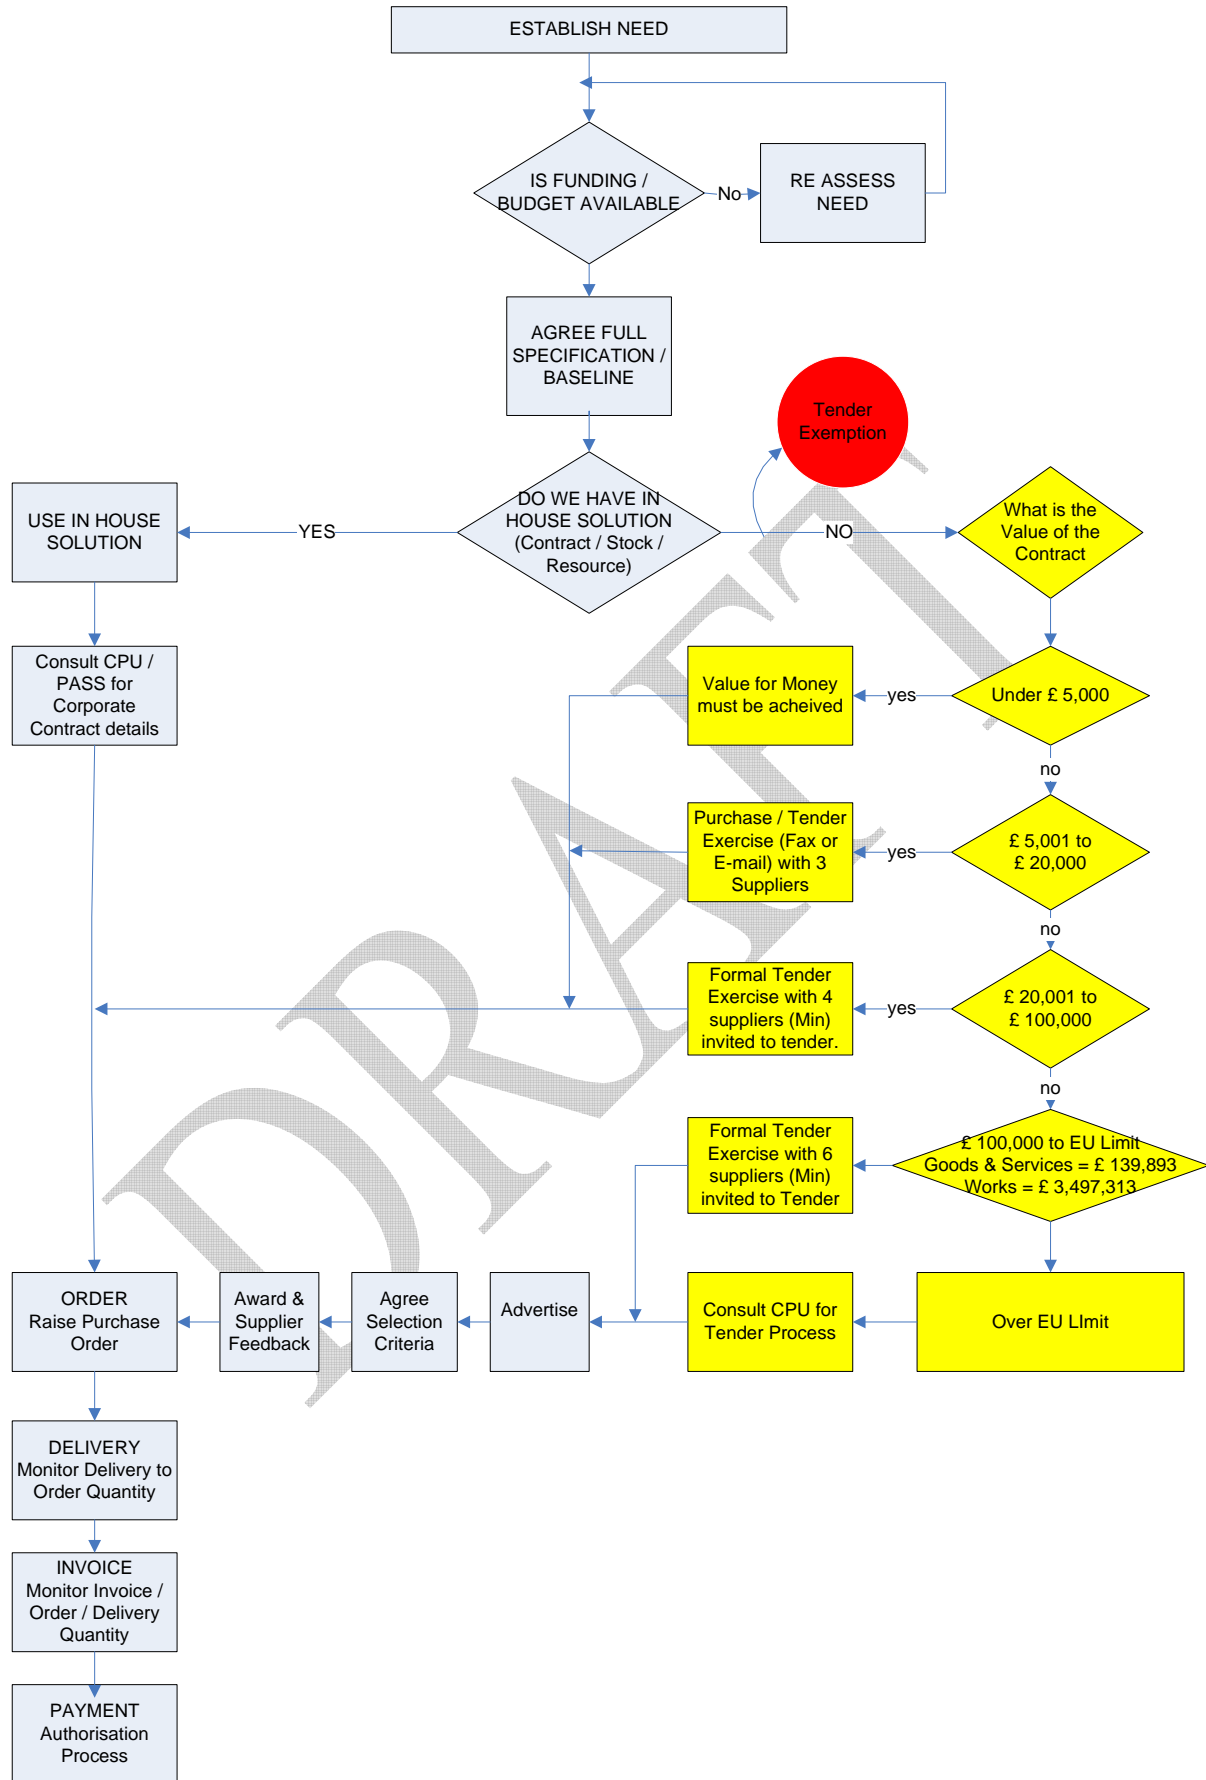 ESTABLISH NEED
IS FUNDING /
BUDGET AVAILABLE
No
RE ASSESS
NEED
AGREE FULL
SPECIFICATION /
BASELINE
Tender
Exemption
USE IN HOUSE
SOLUTION
YES
DO WE HAVE IN
HOUSE SOLUTION
(Contract / Stock /
Resource)
NO
What is the
Value of the
Contract
Consult CPU /
PASS for
Corporate
Contract details
Value for Money
must be acheived
yes
Under £ 5,000
no
Purchase / Tender
Exercise (Fax or
E-mail) with 3
Suppliers
yes
£ 5,001 to
£ 20,000
no
Formal Tender
Exercise with 4
suppliers (Min)
invited to tender.
yes
£ 20,001 to
£ 100,000
no
Formal Tender
Exercise with 6
suppliers (Min)
invited to Tender
£ 100,000 to EU Limit
Goods & Services = £ 139,893
Works = £ 3,497,313
ORDER
Raise Purchase
Order
Award &
Supplier
Feedback
Agree
Selection
Criteria
Advertise
Consult CPU for
Tender Process
Over EU LImit
DELIVERY
Monitor Delivery to
Order Quantity
INVOICE
Monitor Invoice /
Order / Delivery
Quantity
PAYMENT
Authorisation
Process
DRAFT